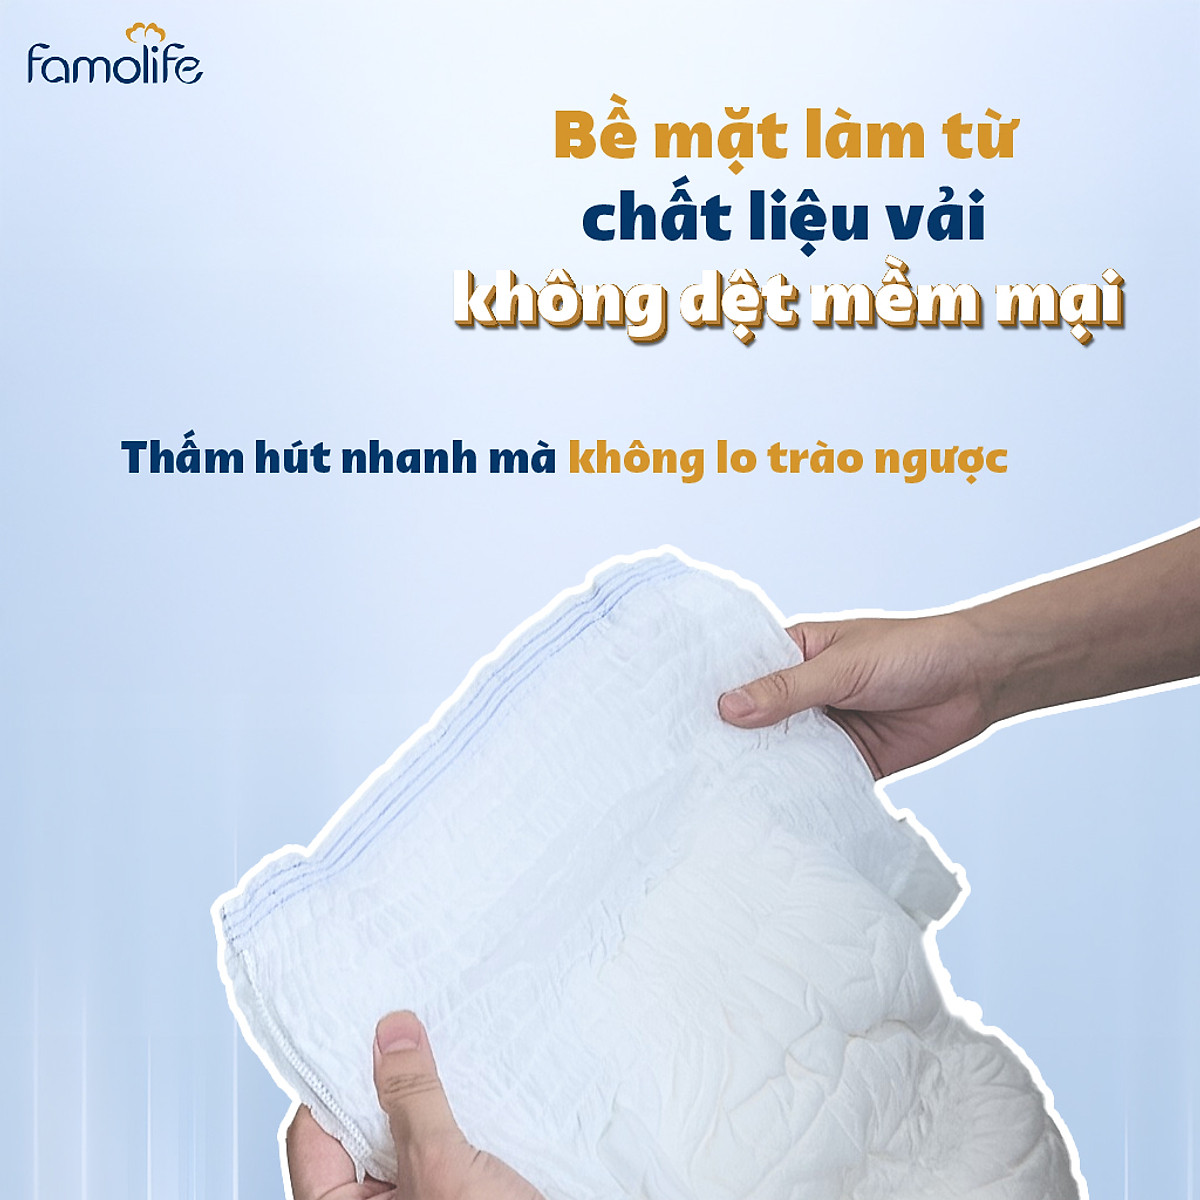 famolife
Bề mặt làm từ
chất liệu vải
không dệt mềm mại
Thấm hút nhanh mà không lo trào ngược